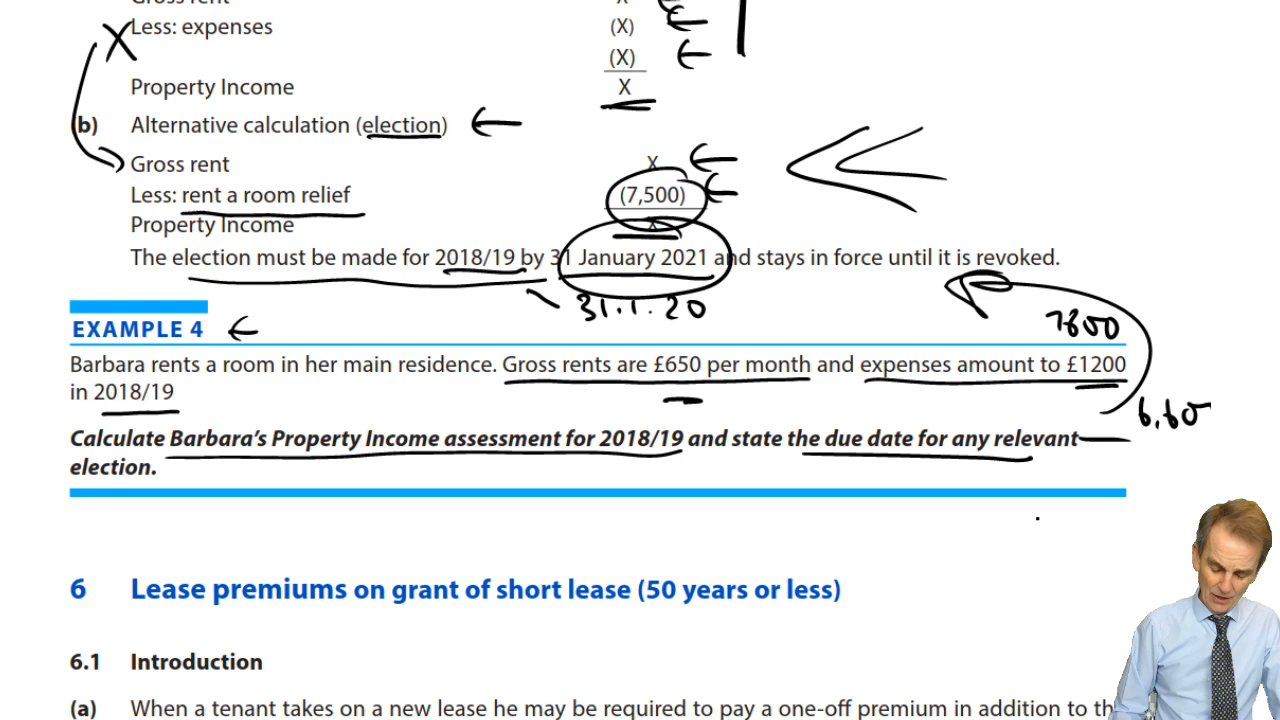 Gross rent X
Less: expenses (X)
(X)
Property Income X
(b) Alternative calculation (election)
Gross rent X
Less: rent a room relief (7,500)
Property Income X
The election must be made for 2018/19 by 31 January 2021 and stays in force until it is revoked.
31.1.20
EXAMPLE 4
7800
Barbara rents a room in her main residence. Gross rents are £650 per month and expenses amount to £1200
in 2018/19
Calculate Barbara's Property Income assessment for 2018/19 and state the due date for any relevant
election.
6 Lease premiums on grant of short lease (50 years or less)
6.1 Introduction
(a) When a tenant takes on a new lease he may be required to pay a one-off premium in addition to th